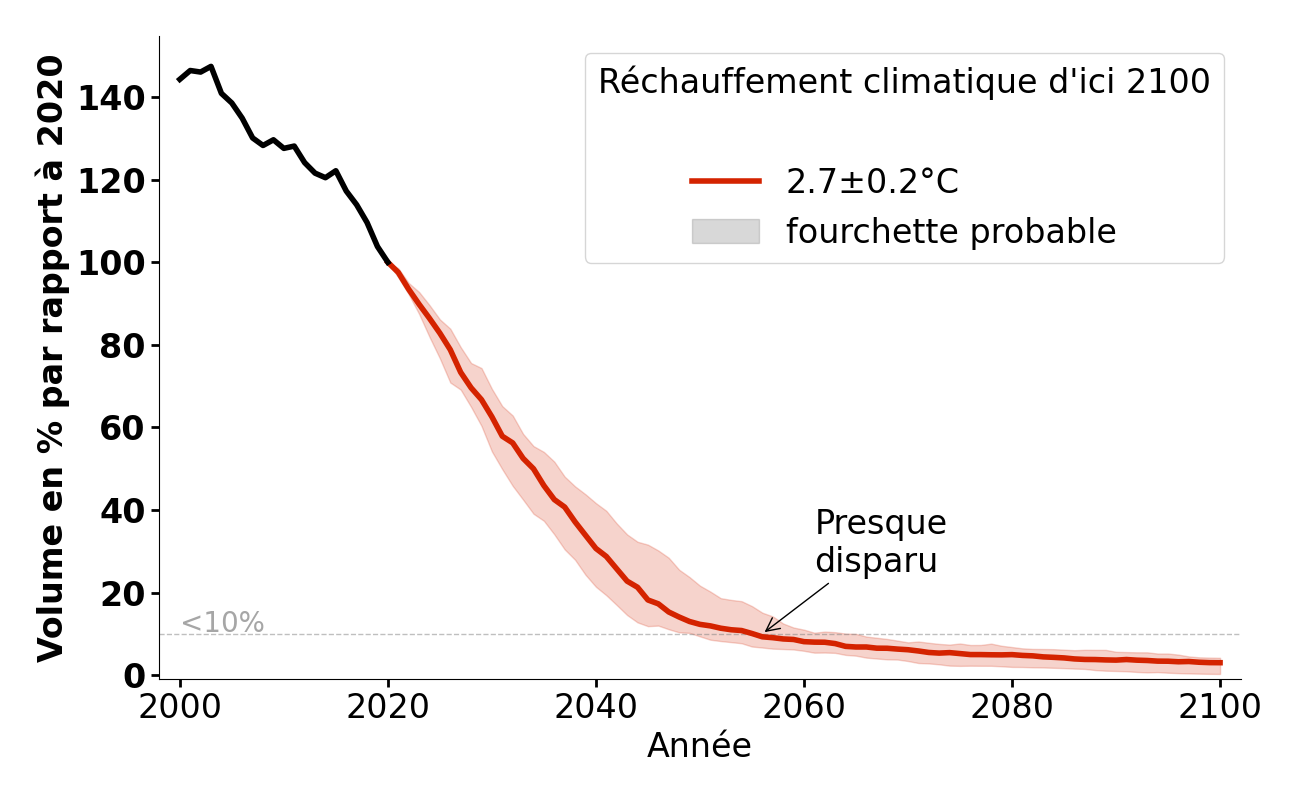 Réchauffement climatique d'ici 2100
2.7±0.2°C
fourchette probable
Volume en % par rapport à 2020
140
120
100
80
60
40
20
0
<10%
Presque
disparu
2000
2020
2040
2060
2080
2100
Année